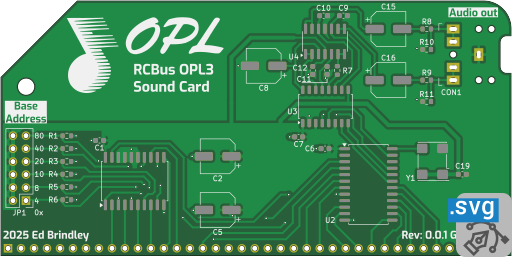 OPL
RCBus OPL3
Sound Card
Audio out
C10 C9
C15
R8
U4
R10
C8
C12
C11
R7
C16
R9
CON1
R11
Base
Address
U3
C7
C6
80 R1
40 R2
20 R3
10 R4
8 R5
4 R6
JP1 0x
C1
C2
C5
U2
Y1
C19
2025 Ed Brindley
Rev: 0.0.1
.svg